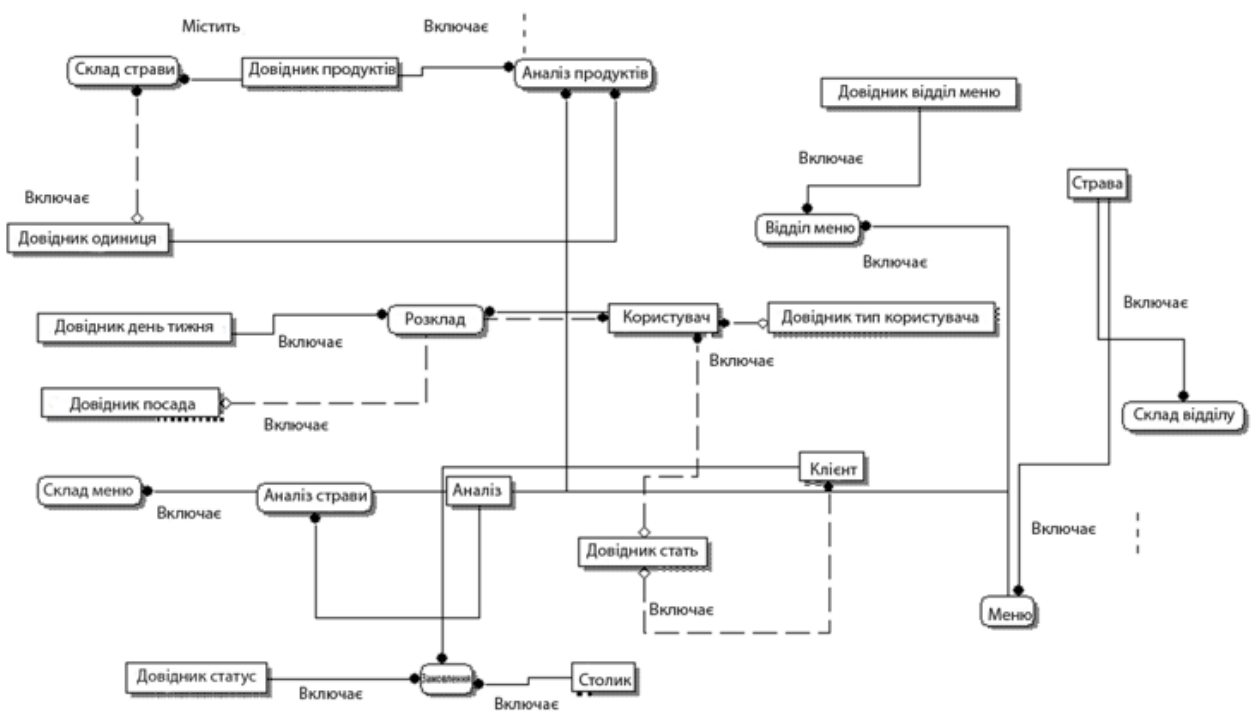 Містить
Включає
Склад страви
Довідник продуктів
Аналіз продуктів
Довідник відділ меню
Включає
Страва
Включає
Довідник одиниця
Відділ меню
Включає
Включає
Довідник день тижня
Включає
Розклад
Користувач
Довідник тип користувача
Включає
Довідник посада
Включає
Склад відділу
Клієнт
Склад меню
Включає
Аналіз страви
Аналіз
Включає
Довідник стать
Включає
Меню
Довідник статус
Включає
Замовлення
Столик
Включає